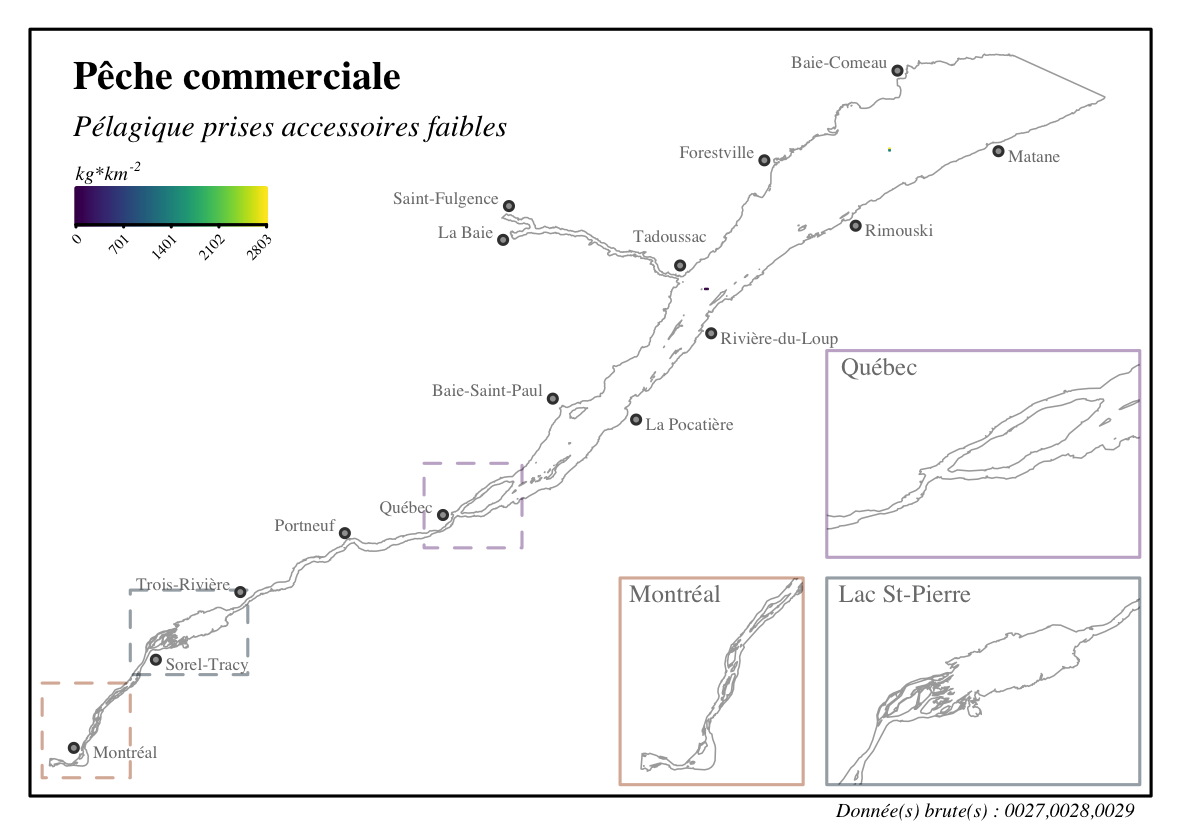 Pêche commerciale
Pélagique prises accessoires faibles
kg*km-2
0
701
1401
2102
2803
Baie-Comeau
Forestville
Matane
Saint-Fulgence
La Baie
Tadoussac
Rimouski
Rivière-du-Loup
Baie-Saint-Paul
La Pocatière
Québec
Portneuf
Trois-Rivière
Sorel-Tracy
Montréal
Québec
Montréal
Lac St-Pierre
Donnée(s) brute(s) : 0027,0028,0029